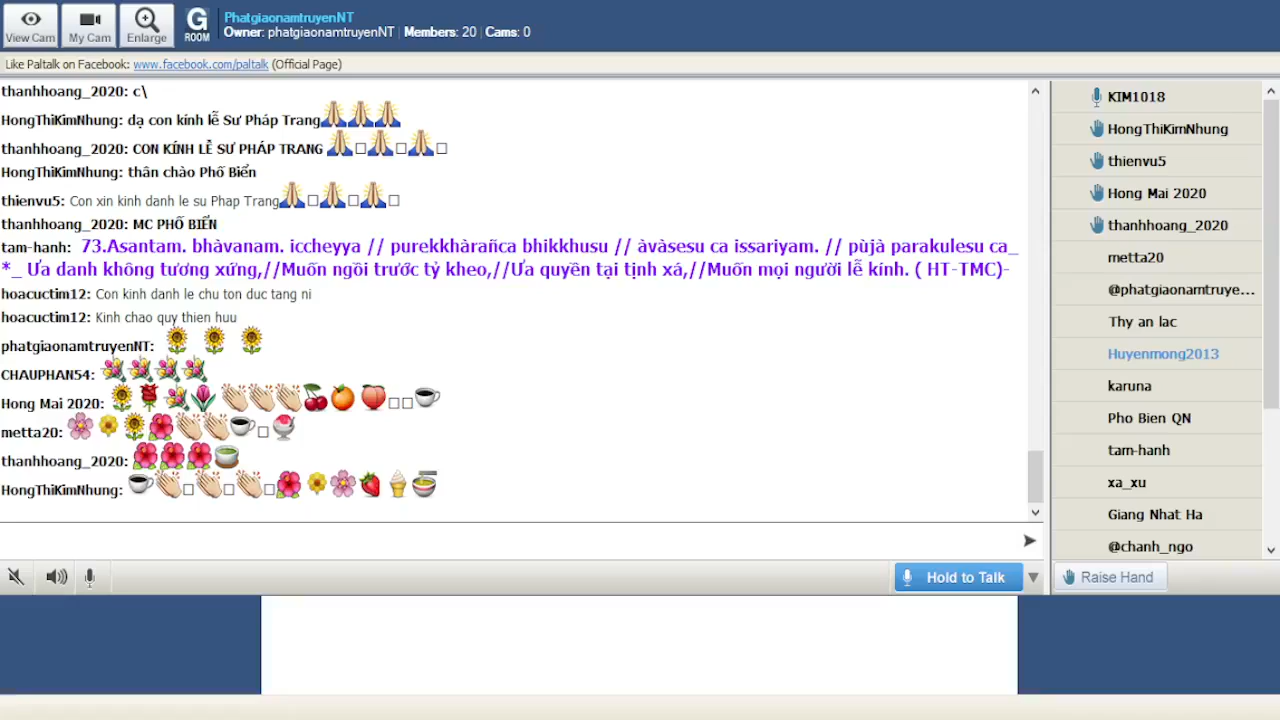 View Cam
My Cam
Enlarge
G
ROOM
PhatgiaonamtruyenNT
Owner: phatgiaonamtruyenNT | Members: 20 | Cams: 0
Like Paltalk on Facebook: www.facebook.com/paltalk (Official Page)
thanhhoang_2020: c\
HongThiKimNhung: dạ con kính lễ Sư Pháp Trang
thanhhoang_2020: CON KÍNH LỄ SƯ PHÁP TRANG
HongThiKimNhung: thân chào Phố Biển
thienvu5: Con xin kinh danh le su Phap Trang
thanhhoang_2020: MC PHỐ BIỂN
tam-hanh: 73.Asantam. bhàvanam. iccheyya // purekkhàrañca bhikkhusu // àvàsesu ca issariyam. // pùjà parakulesu ca_
*_ Ưa danh không tương xứng,//Muốn ngồi trước tỷ kheo,//Ưa quyền tại tịnh xá,//Muốn mọi người lễ kính. ( HT-TMC)-
hoacuctim12: Con kinh danh le chu ton duc tang ni
hoacuctim12: Kinh chao quy thien huu
phatgiaonamtruyenNT:
CHAUPHAN54:
Hong Mai 2020:
metta20:
thanhhoang_2020:
HongThiKimNhung:
Hold to Talk
KIM1018
HongThiKimNhung
thienvu5
Hong Mai 2020
thanhhoang_2020
metta20
@phatgiaonamtruye...
Thy an lac
Huyenmong2013
karuna
Pho Bien QN
tam-hanh
xa_xu
Giang Nhat Ha
@chanh_ngo
Raise Hand